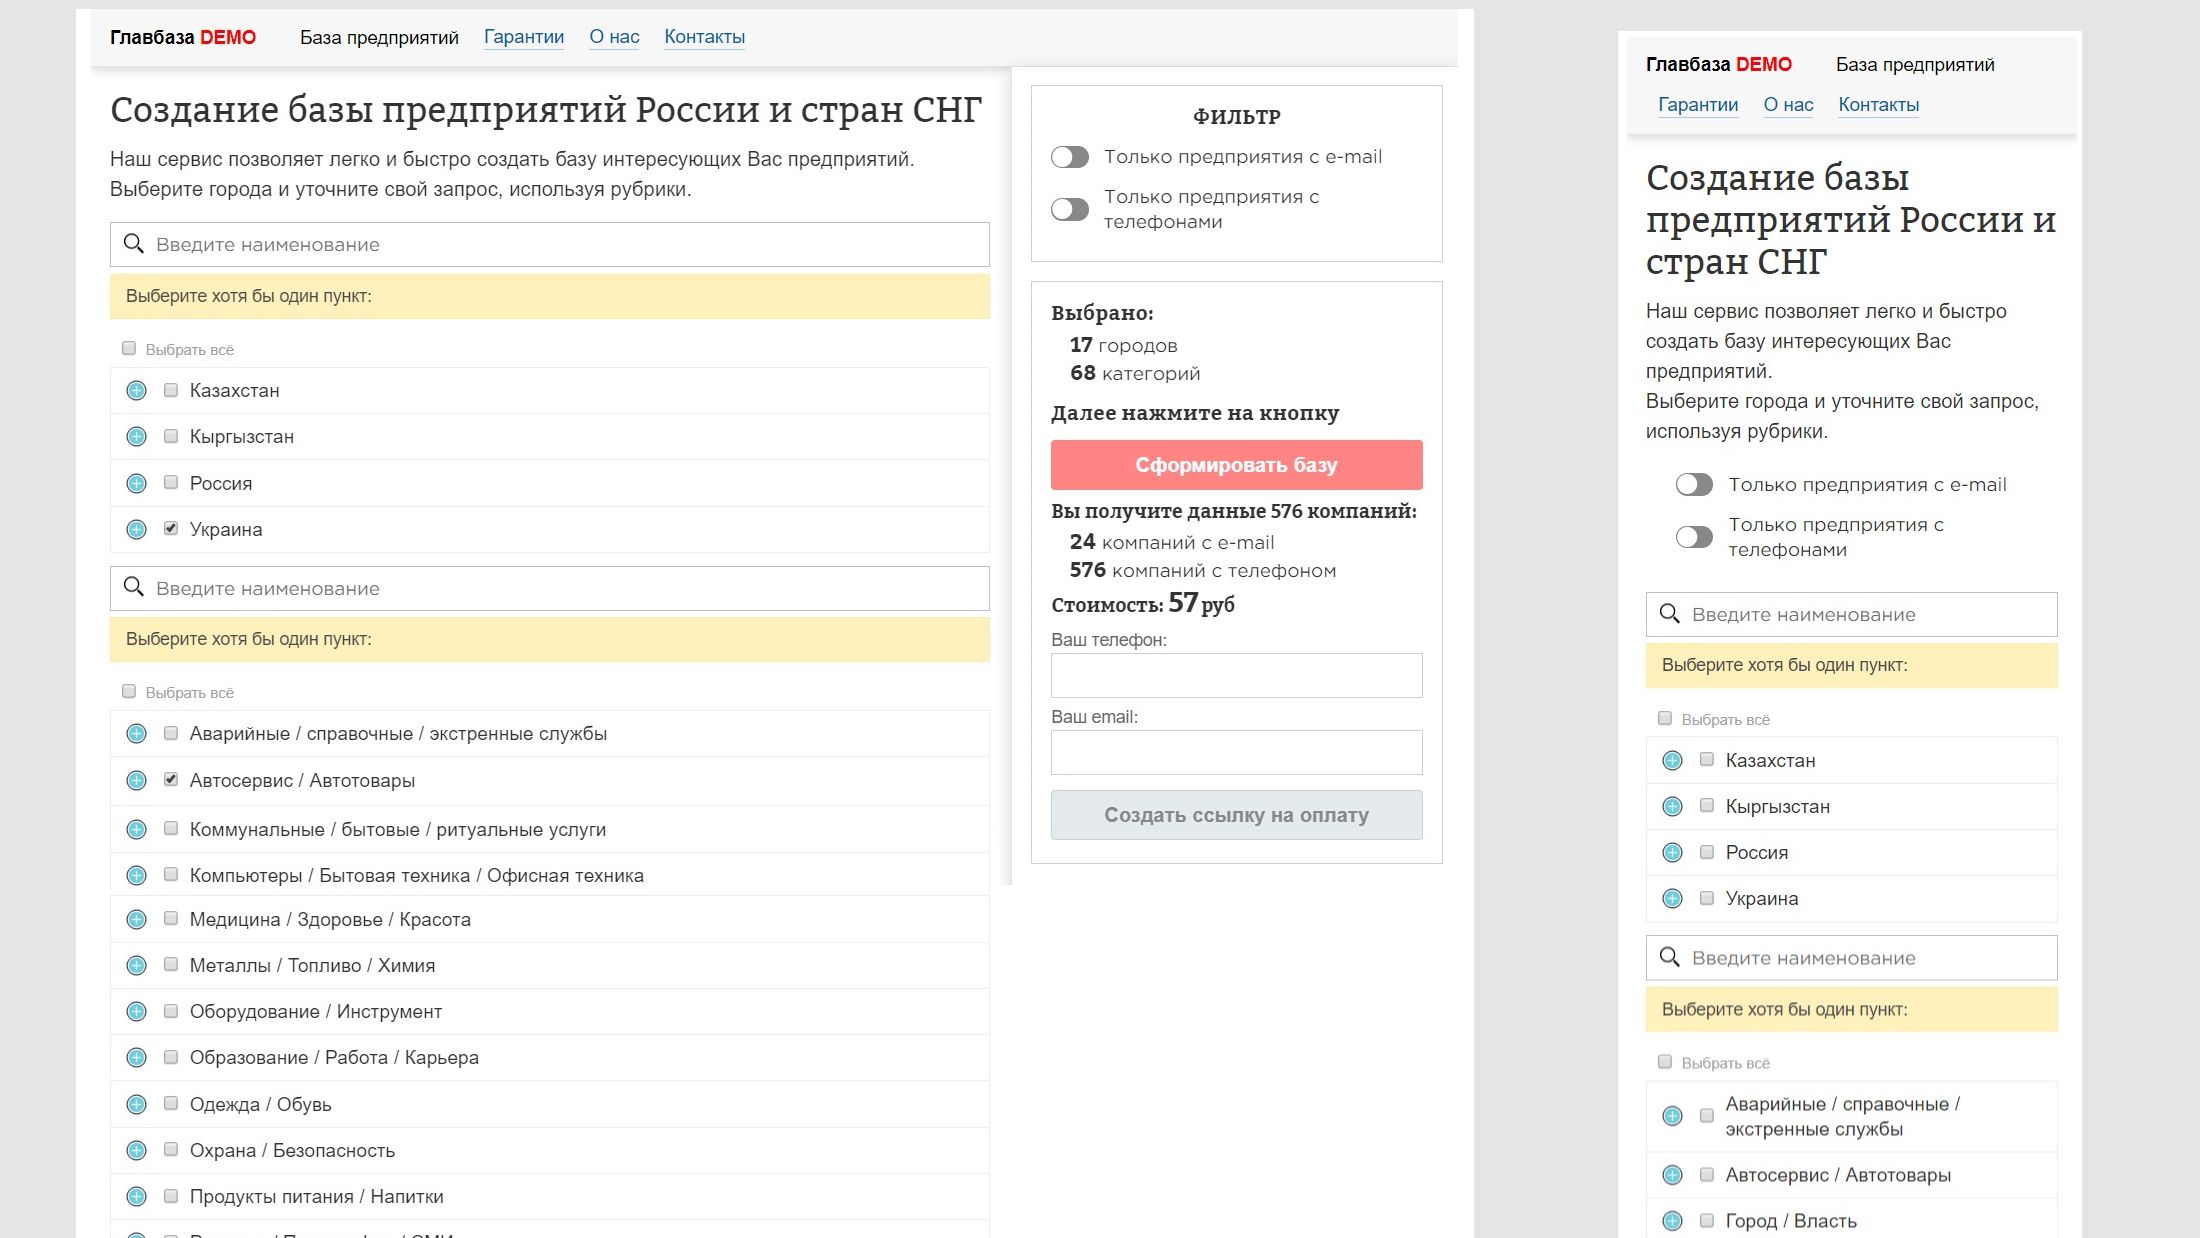 Главбаза DEMO База предприятий Гарантии О нас Контакты
Создание базы предприятий России и стран СНГ
Наш сервис позволяет легко и быстро создать базу интересующих Вас предприятий.
Выберите города и уточните свой запрос, используя рубрики.
Введите наименование
Выберите хотя бы один пункт:
Выбрать всё
Казахстан
Кыргызстан
Россия
Украина
Введите наименование
Выберите хотя бы один пункт:
Выбрать всё
Аварийные / справочные / экстренные службы
Автосервис / Автотовары
Коммунальные / бытовые / ритуальные услуги
Компьютеры / Бытовая техника / Офисная техника
Медицина / Здоровье / Красота
Металлы / Топливо / Химия
Оборудование / Инструмент
Образование / Работа / Карьера
Одежда / Обувь
Охрана / Безопасность
Продукты питания / Напитки
ФИЛЬТР
Только предприятия с e-mail
Только предприятия с
телефонами
Выбрано:
17 городов
68 категорий
Далее нажмите на кнопку
Сформировать базу
Вы получите данные 576 компаний:
24 компаний с e-mail
576 компаний с телефоном
Стоимость: 57 руб
Ваш телефон:
Ваш email:
Создать ссылку на оплату
Главбаза DEMO База предприятий
Гарантии О нас Контакты
Создание базы
предприятий России и
стран СНГ
Наш сервис позволяет легко и быстро
создать базу интересующих Вас
предприятий.
Выберите города и уточните свой запрос,
используя рубрики.
Только предприятия с e-mail
Только предприятия с
телефонами
Введите наименование
Выберите хотя бы один пункт:
Выбрать всё
Казахстан
Кыргызстан
Россия
Украина
Введите наименование
Выберите хотя бы один пункт:
Выбрать всё
Аварийные / справочные /
экстренные службы
Автосервис / Автотовары
Город / Власть